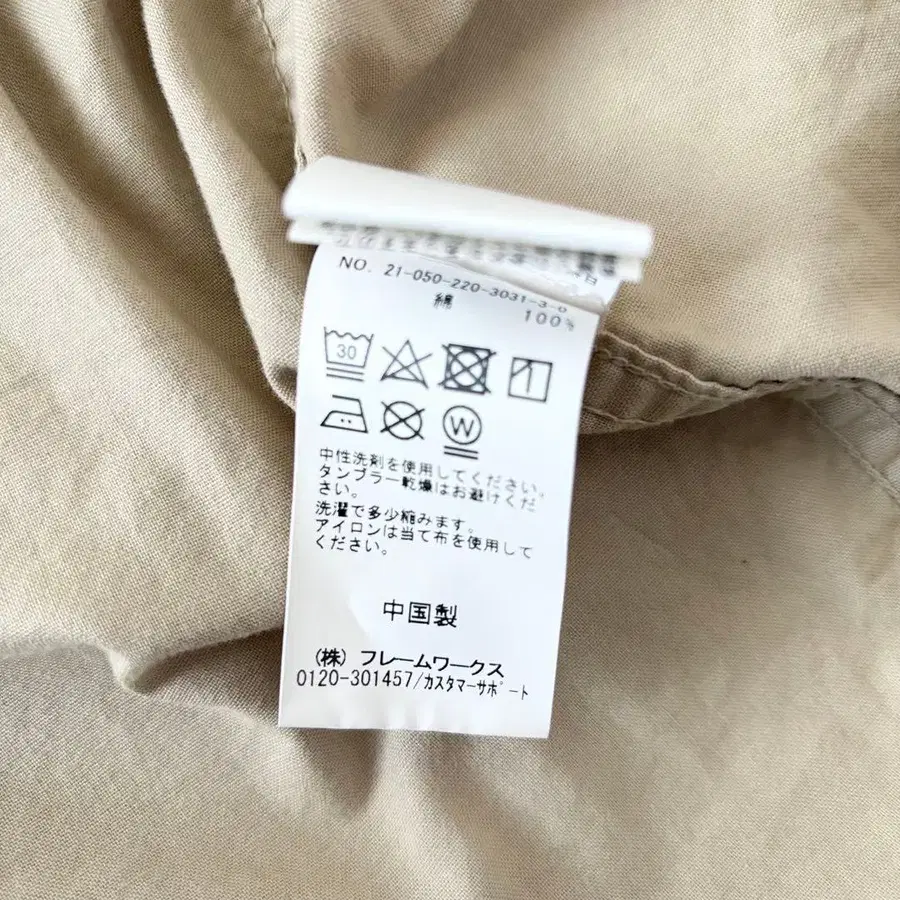 NO. 21-050-220-3031-3-0
綿 100%
30
W
中性洗剤を使用してください。
タンブラー乾燥はお避けくだ
さい。
洗濯で多少縮みます。
アイロンは当て布を使用して
ください。
中国製
(株) フレームワークス
0120-301457/カスタマーサポート